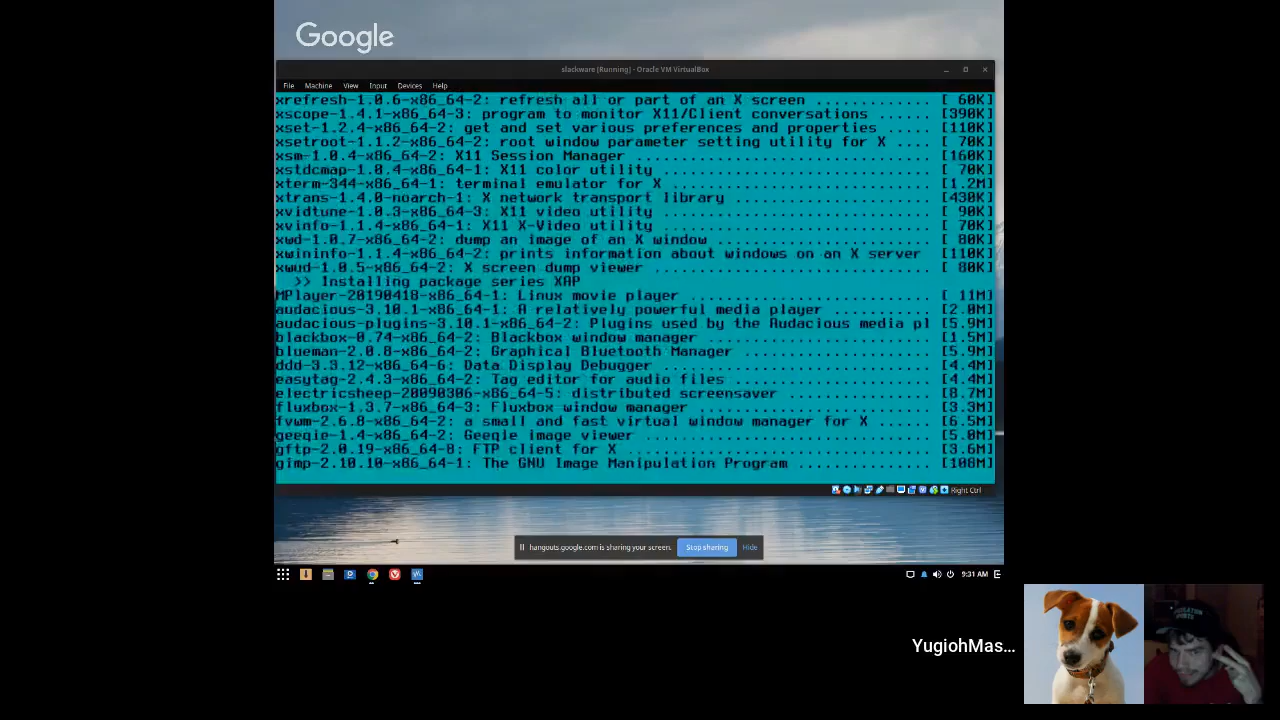 Google
slackware [Running] - Oracle VM VirtualBox
File Machine View Input Devices Help
xrefresh-1.0.6-x86_64-2: refresh all or part of an X screen ............. [ 60K]
xscope-1.4.1-x86_64-3: program to monitor X11/Client conversations ...... [390K]
xset-1.2.4-x86_64-2: get and set various preferences and properties ..... [110K]
xsetroot-1.1.2-x86_64-2: root window parameter setting utility for X .... [ 70K]
xsm-1.0.4-x86_64-2: X11 Session Manager ................................. [160K]
xstdcmap-1.0.4-x86_64-2: X11 color utility .............................. [ 70K]
xterm-344-x86_64-1: terminal emulator for X ............................. [1.2M]
xtrans-1.4.0-noarch-1: X network transport library ...................... [430K]
xvidtune-1.0.3-x86_64-3: X11 video utility .............................. [ 90K]
xvinfo-1.1.4-x86_64-1: X11 X-Video utility .............................. [ 70K]
xwd-1.0.7-x86_64-2: dump an image of an X window ........................ [ 80K]
xwininfo-1.1.4-x86_64-2: prints information about windows on an X server  [110K]
xwud-1.0.5-x86_64-2: X screen dump viewer ............................... [ 80K]
>> Installing package series XAP
MPlayer-20190418-x86_64-1: Linux movie player ........................... [ 11M]
audacious-3.10.1-x86_64-1: A relatively powerful media player ........... [2.0M]
audacious-plugins-3.10.1-x86_64-2: Plugins used by the Audacious media pl [5.9M]
blackbox-0.74-x86_64-2: Blackbox window manager ......................... [1.5M]
blueman-2.0.8-x86_64-2: Graphical Bluetooth Manager ..................... [5.9M]
ddd-3.3.12-x86_64-6: Data Display Debugger .............................. [4.4M]
easytag-2.4.3-x86_64-2: Tag editor for audio files ...................... [4.4M]
electricsheep-20090306-x86_64-5: distributed screensaver ................ [8.7M]
fluxbox-1.3.7-x86_64-3: Fluxbox window manager .......................... [3.3M]
fvwm-2.6.8-x86_64-2: a small and fast virtual window manager for X ...... [6.5M]
geeqie-1.4-x86_64-2: Geeqie image viewer ................................ [5.0M]
gftp-2.0.19-x86_64-8: FTP client for X .................................. [3.6M]
gimp-2.10.10-x86_64-1: The GNU Image Manipulation Program ............... [108M]
Right Ctrl
hangouts.google.com is sharing your screen. Stop sharing Hide
9:31 AM
YugiohMas...